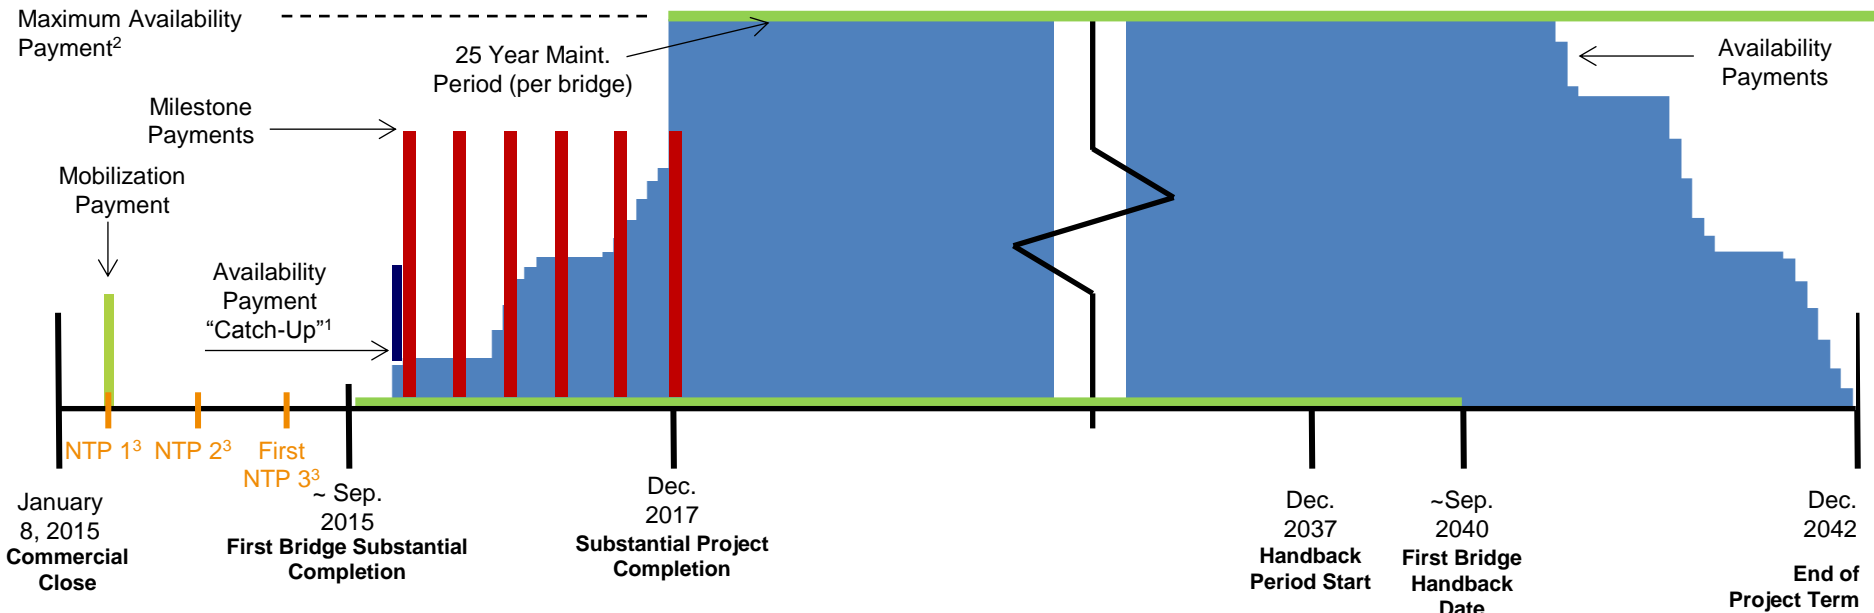 Maximum Availability
Payment²
25 Year Maint.
Period (per bridge)
Availability
Payments
Milestone
Payments
Mobilization
Payment
Availability
Payment
“Catch-Up”¹
NTP 1³
NTP 2³
First
NTP 3³
January
8, 2015
Commercial
Close
~ Sep.
2015
First Bridge Substantial
Completion
Dec.
2017
Substantial Project
Completion
Dec.
2037
Handback
Period Start
~Sep.
2040
First Bridge
Handback
Date
Dec.
2042
End of
Project Term